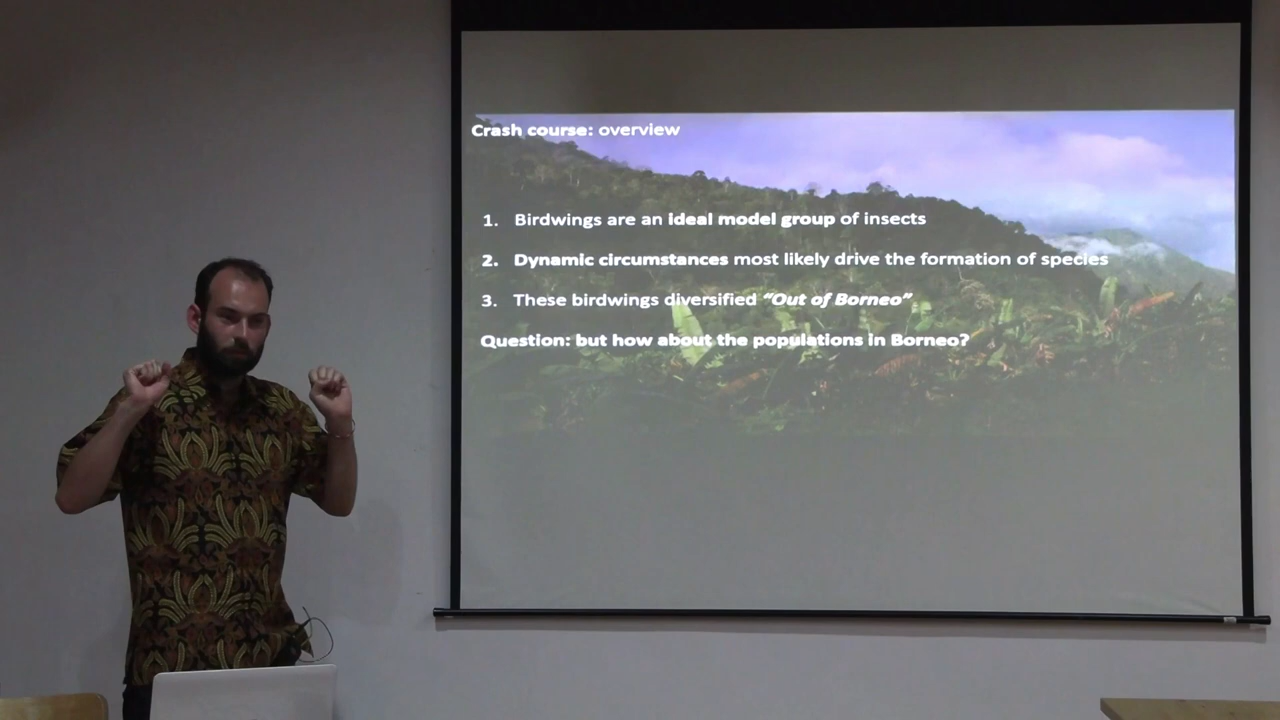 Crash course: overview
1. Birdwings are an ideal model group of insects
2. Dynamic circumstances most likely drive the formation of species
3. These birdwings diversified “Out of Borneo”
Question: but how about the populations in Borneo?